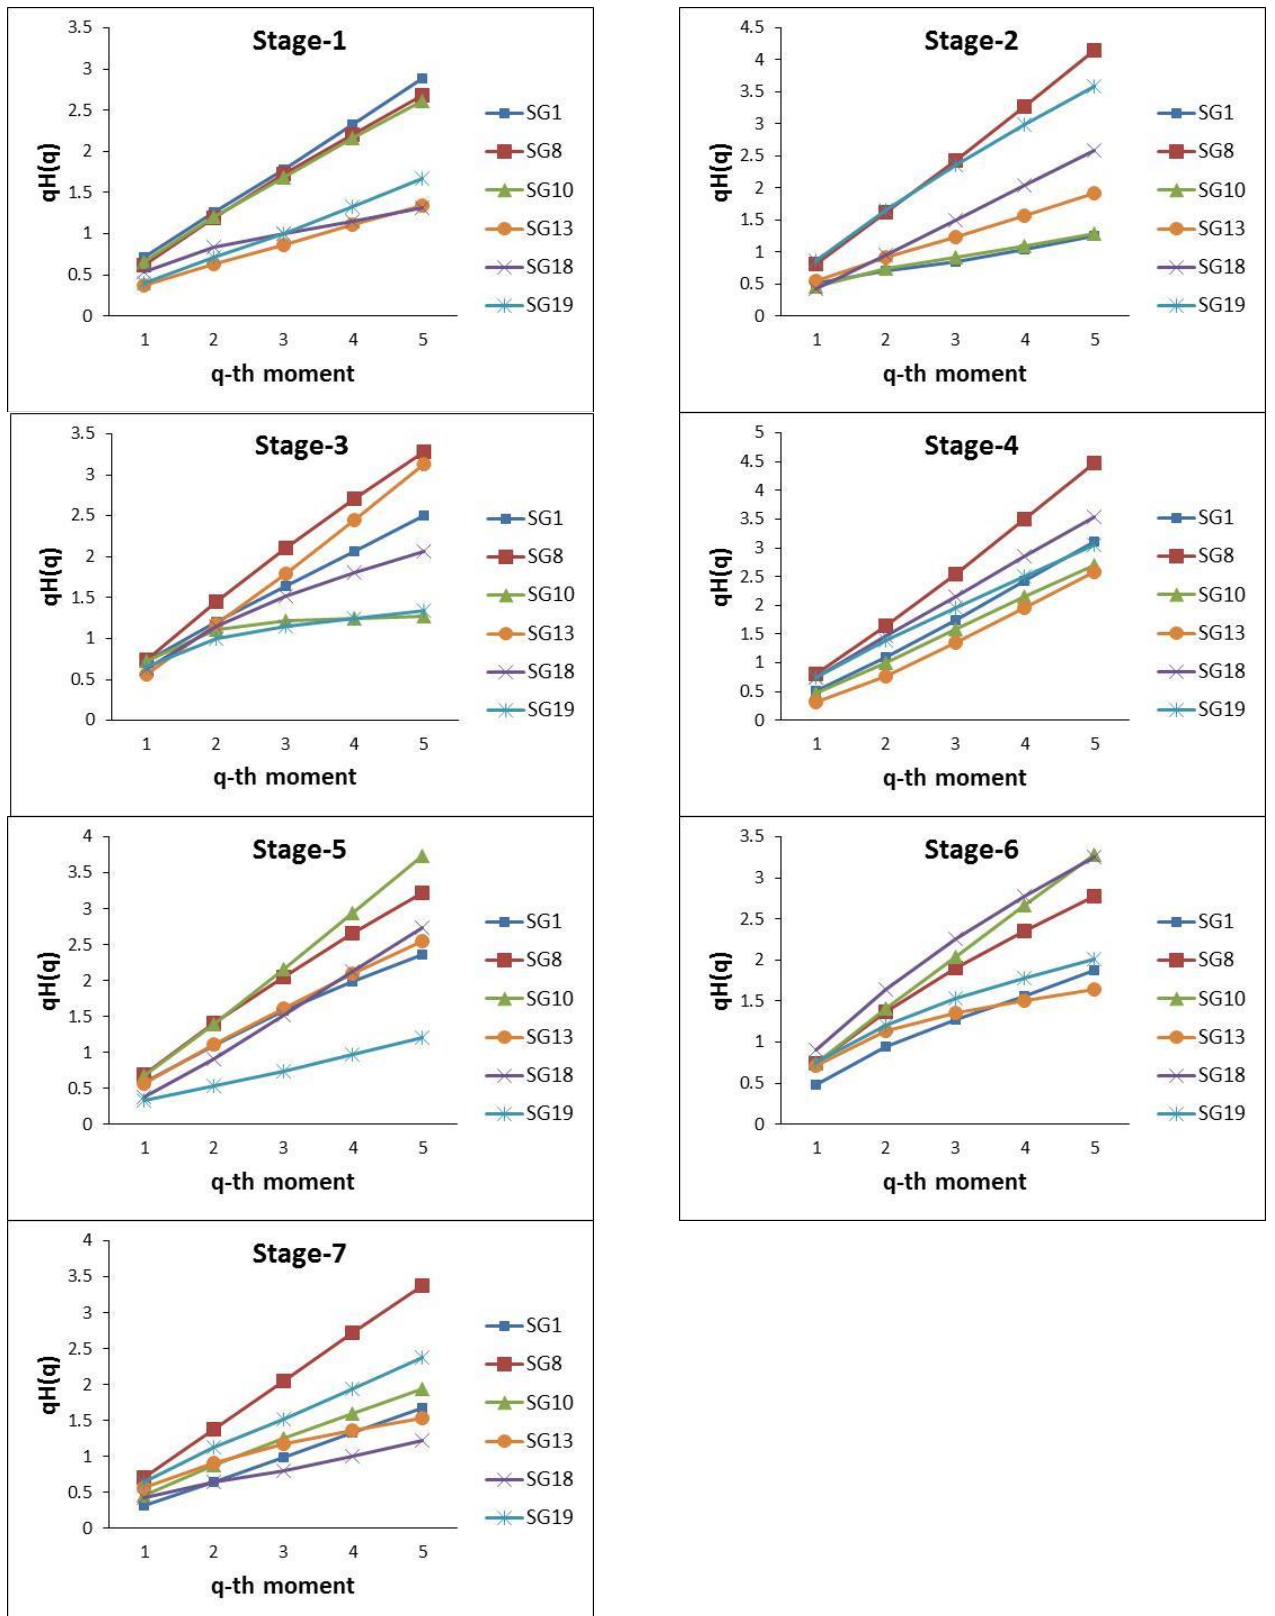 Stage-1
3.5
3
2.5
2
1.5
1
0.5
0
qH(q)
1 2 3 4 5
q-th moment
SG1
SG8
SG10
SG13
SG18
SG19
Stage-2
4.5
4
3.5
3
2.5
2
1.5
1
0.5
0
qH(q)
1 2 3 4 5
q-th moment
SG1
SG8
SG10
SG13
SG18
SG19
Stage-3
3.5
3
2.5
2
1.5
1
0.5
0
qH(q)
1 2 3 4 5
q-th moment
SG1
SG8
SG10
SG13
SG18
SG19
Stage-4
5
4.5
4
3.5
3
2.5
2
1.5
1
0.5
0
qH(q)
1 2 3 4 5
q-th moment
SG1
SG8
SG10
SG13
SG18
SG19
Stage-5
4
3.5
3
2.5
2
1.5
1
0.5
0
qH(q)
1 2 3 4 5
q-th moment
SG1
SG8
SG10
SG13
SG18
SG19
Stage-6
3.5
3
2.5
2
1.5
1
0.5
0
qH(q)
1 2 3 4 5
q-th moment
SG1
SG8
SG10
SG13
SG18
SG19
Stage-7
4
3.5
3
2.5
2
1.5
1
0.5
0
qH(q)
1 2 3 4 5
q-th moment
SG1
SG8
SG10
SG13
SG18
SG19